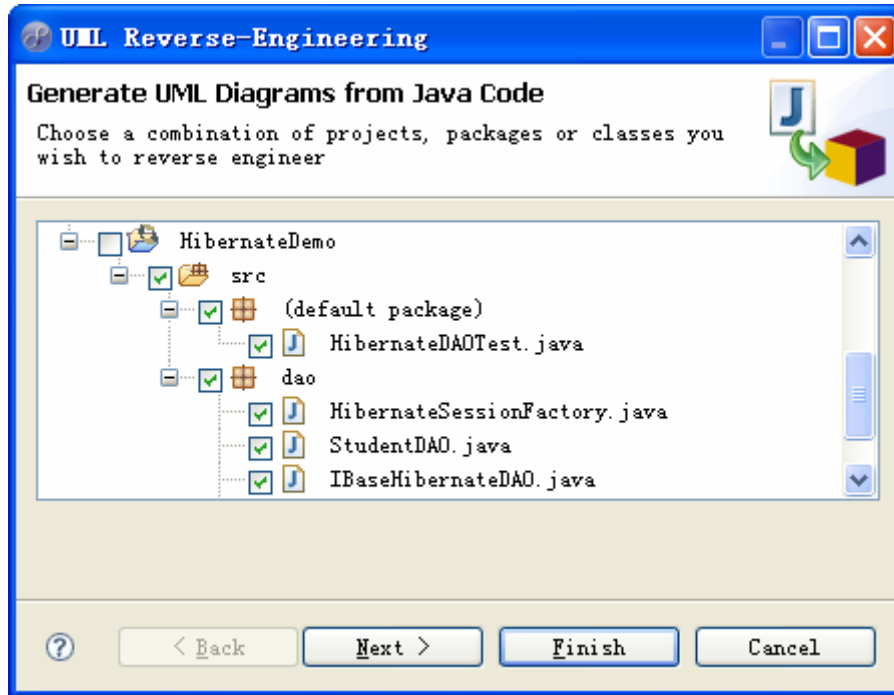 UML Reverse-Engineering
Generate UML Diagrams from Java Code
Choose a combination of projects, packages or classes you
wish to reverse engineer
J
HibernateDemo
src
(default package)
J HibernateDAOTest.java
dao
J HibernateSessionFactory.java
J StudentDAO.java
J IBaseHibernateDAO.java
? < Back Next > Finish Cancel